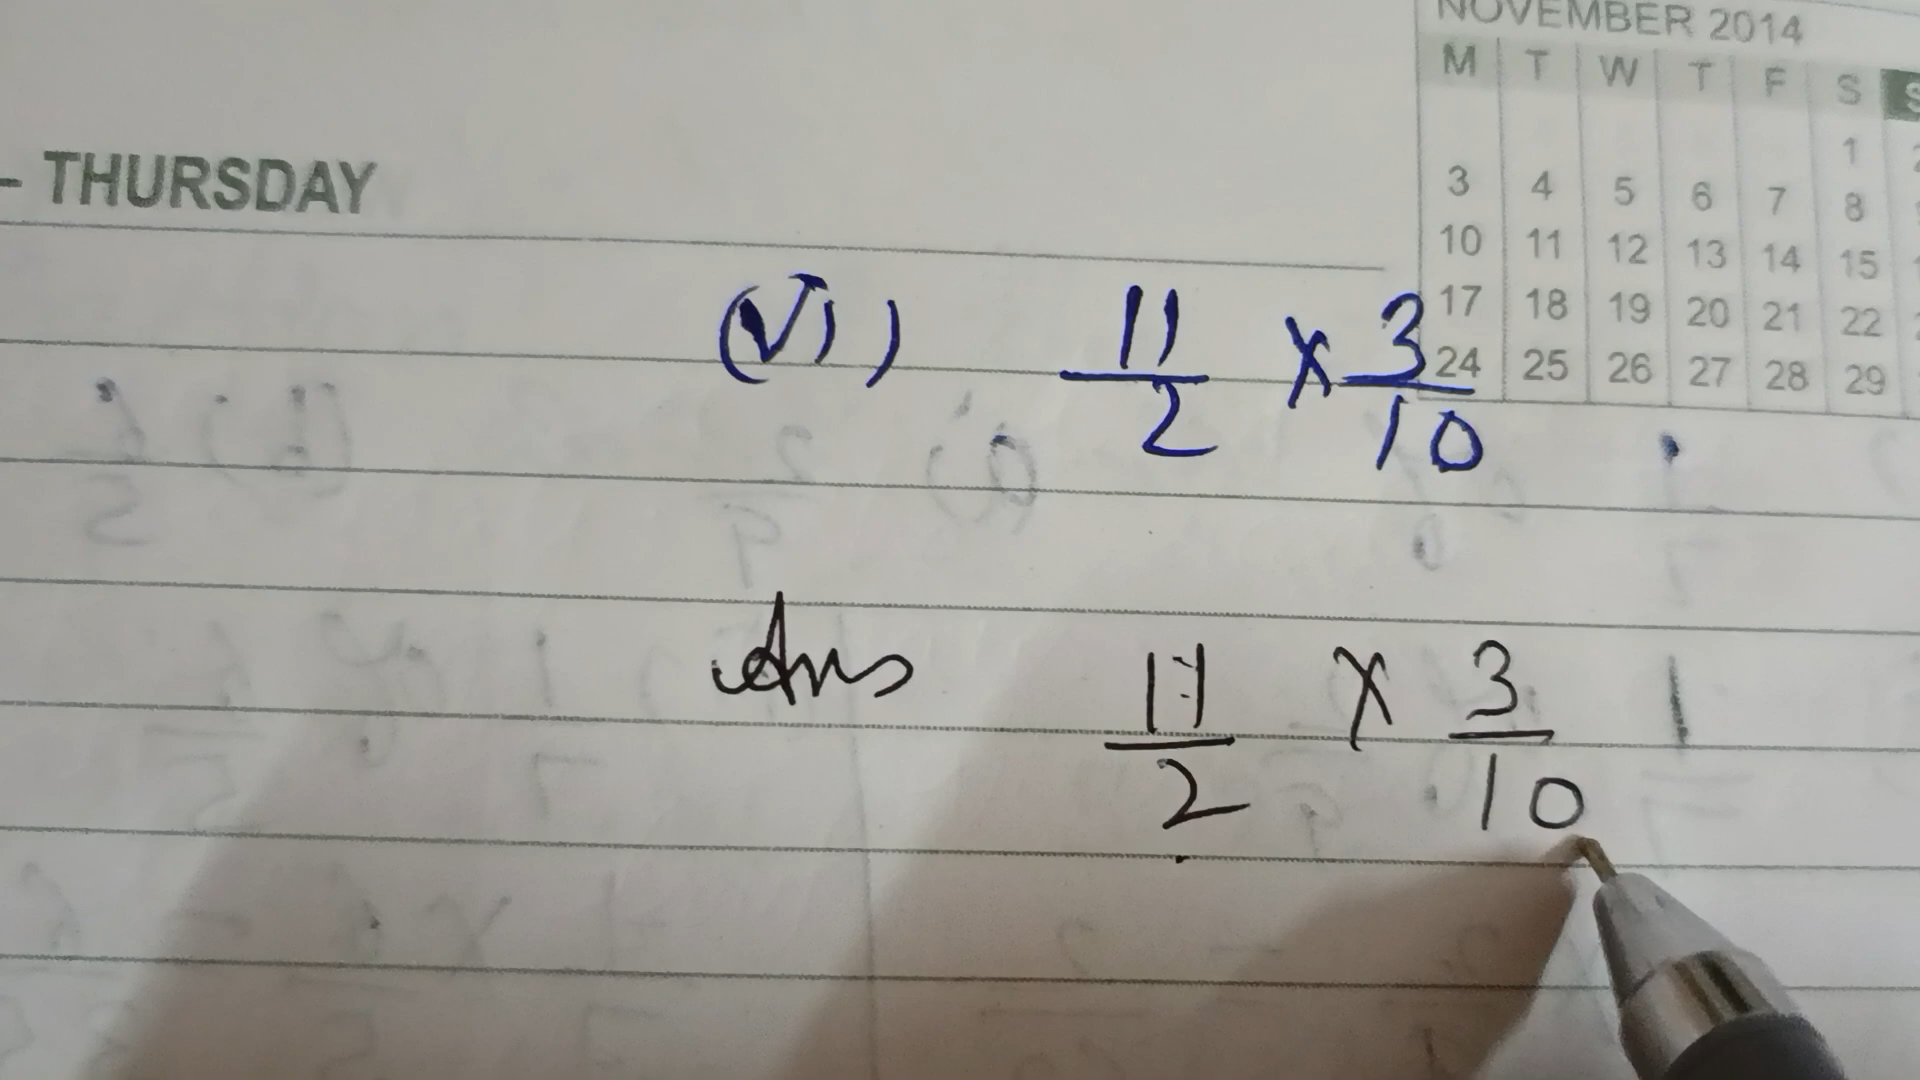 NOVEMBER 2014
M T W T F S S
1 2
3 4 5 6 7 8
10 11 12 13 14 15
17 18 19 20 21 22
24 25 26 27 28 29
- THURSDAY
(vi) 11/2 × 3/10
Ans 11/2 × 3/10